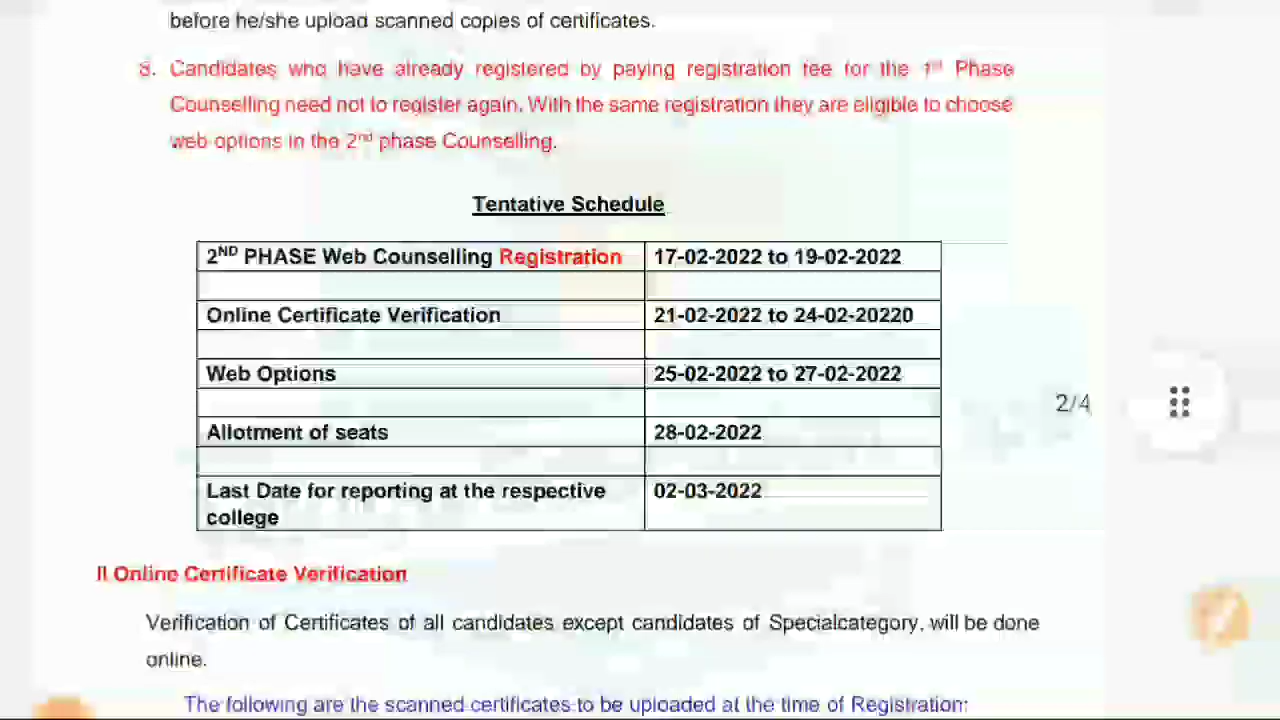 before he/she upload scanned copies of certificates.
8. Candidates who have already registered by paying registration fee for the 1st Phase
Counselling need not to register again. With the same registration they are eligible to choose
web options in the 2nd phase Counselling.
Tentative Schedule
2ND PHASE Web Counselling Registration 17-02-2022 to 19-02-2022
Online Certificate Verification 21-02-2022 to 24-02-20220
Web Options 25-02-2022 to 27-02-2022
Allotment of seats 28-02-2022
Last Date for reporting at the respective 02-03-2022
college
2/4
II Online Certificate Verification
Verification of Certificates of all candidates except candidates of Specialcategory, will be done
online.
The following are the scanned certificates to be uploaded at the time of Registration: